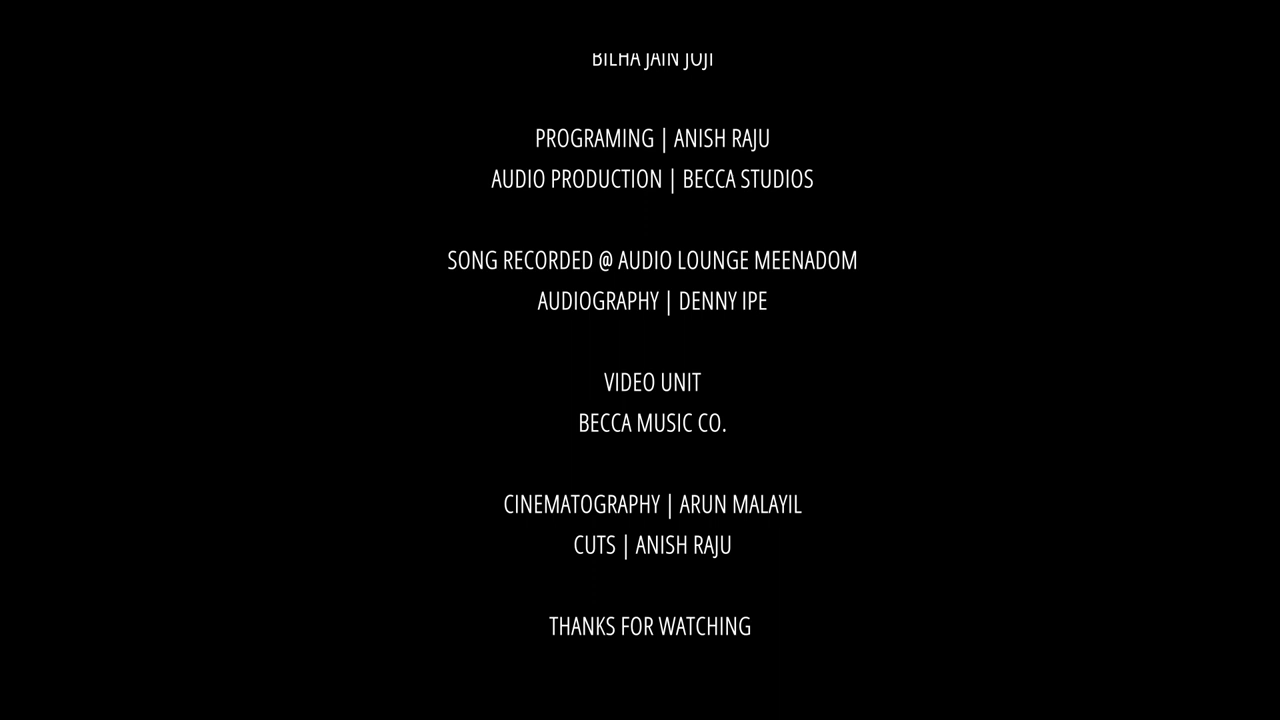 BILHA JAIN JOJI
PROGRAMING | ANISH RAJU
AUDIO PRODUCTION | BECCA STUDIOS
SONG RECORDED @ AUDIO LOUNGE MEENADOM
AUDIOGRAPHY | DENNY IPE
VIDEO UNIT
BECCA MUSIC CO.
CINEMATOGRAPHY | ARUN MALAYIL
CUTS | ANISH RAJU
THANKS FOR WATCHING